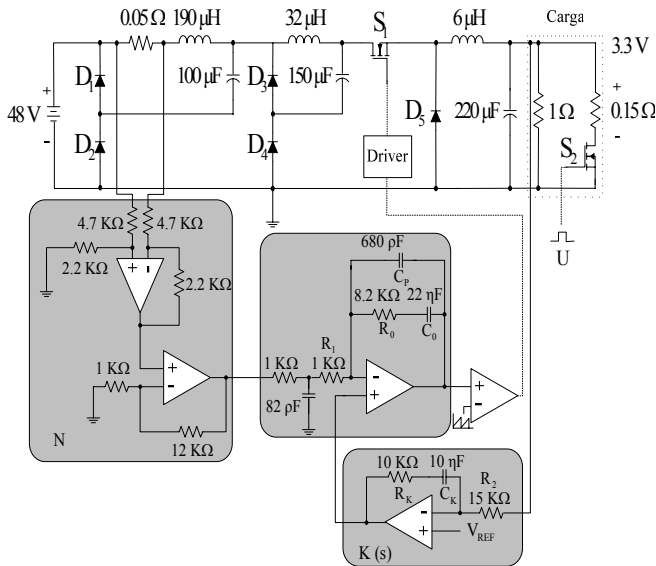 Carga
0.05 Ω
190 μH
32 μH
S1
6 μH
3.3 V
D1
100 μF
D3
150 μF
+
48 V
-
D2
D4
D5
220 μF
1 Ω
+
0.15 Ω
-
S2
Driver
U
4.7 KΩ
4.7 KΩ
2.2 KΩ
+
-
2.2 KΩ
1 KΩ
+
-
12 KΩ
N
680 ρF
CP
8.2 KΩ
22 ηF
R0
C0
R1
1 KΩ
1 KΩ
82 ρF
-
+
+
-
10 KΩ
10 ηF
RK
CK
R2
15 KΩ
-
+
VREF
K (s)